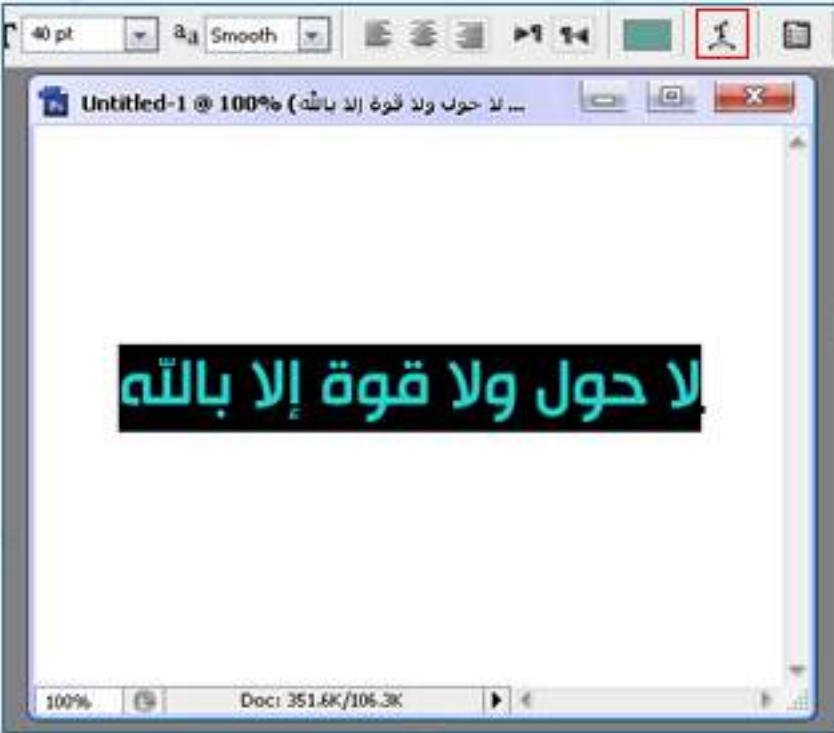 40 pt
aa Smooth
Untitled-1 @ 100% (لا حول ولا قوة إلا بالله ...
لا حول ولا قوة إلا بالله
100%
Doc: 351.6K/106.3K